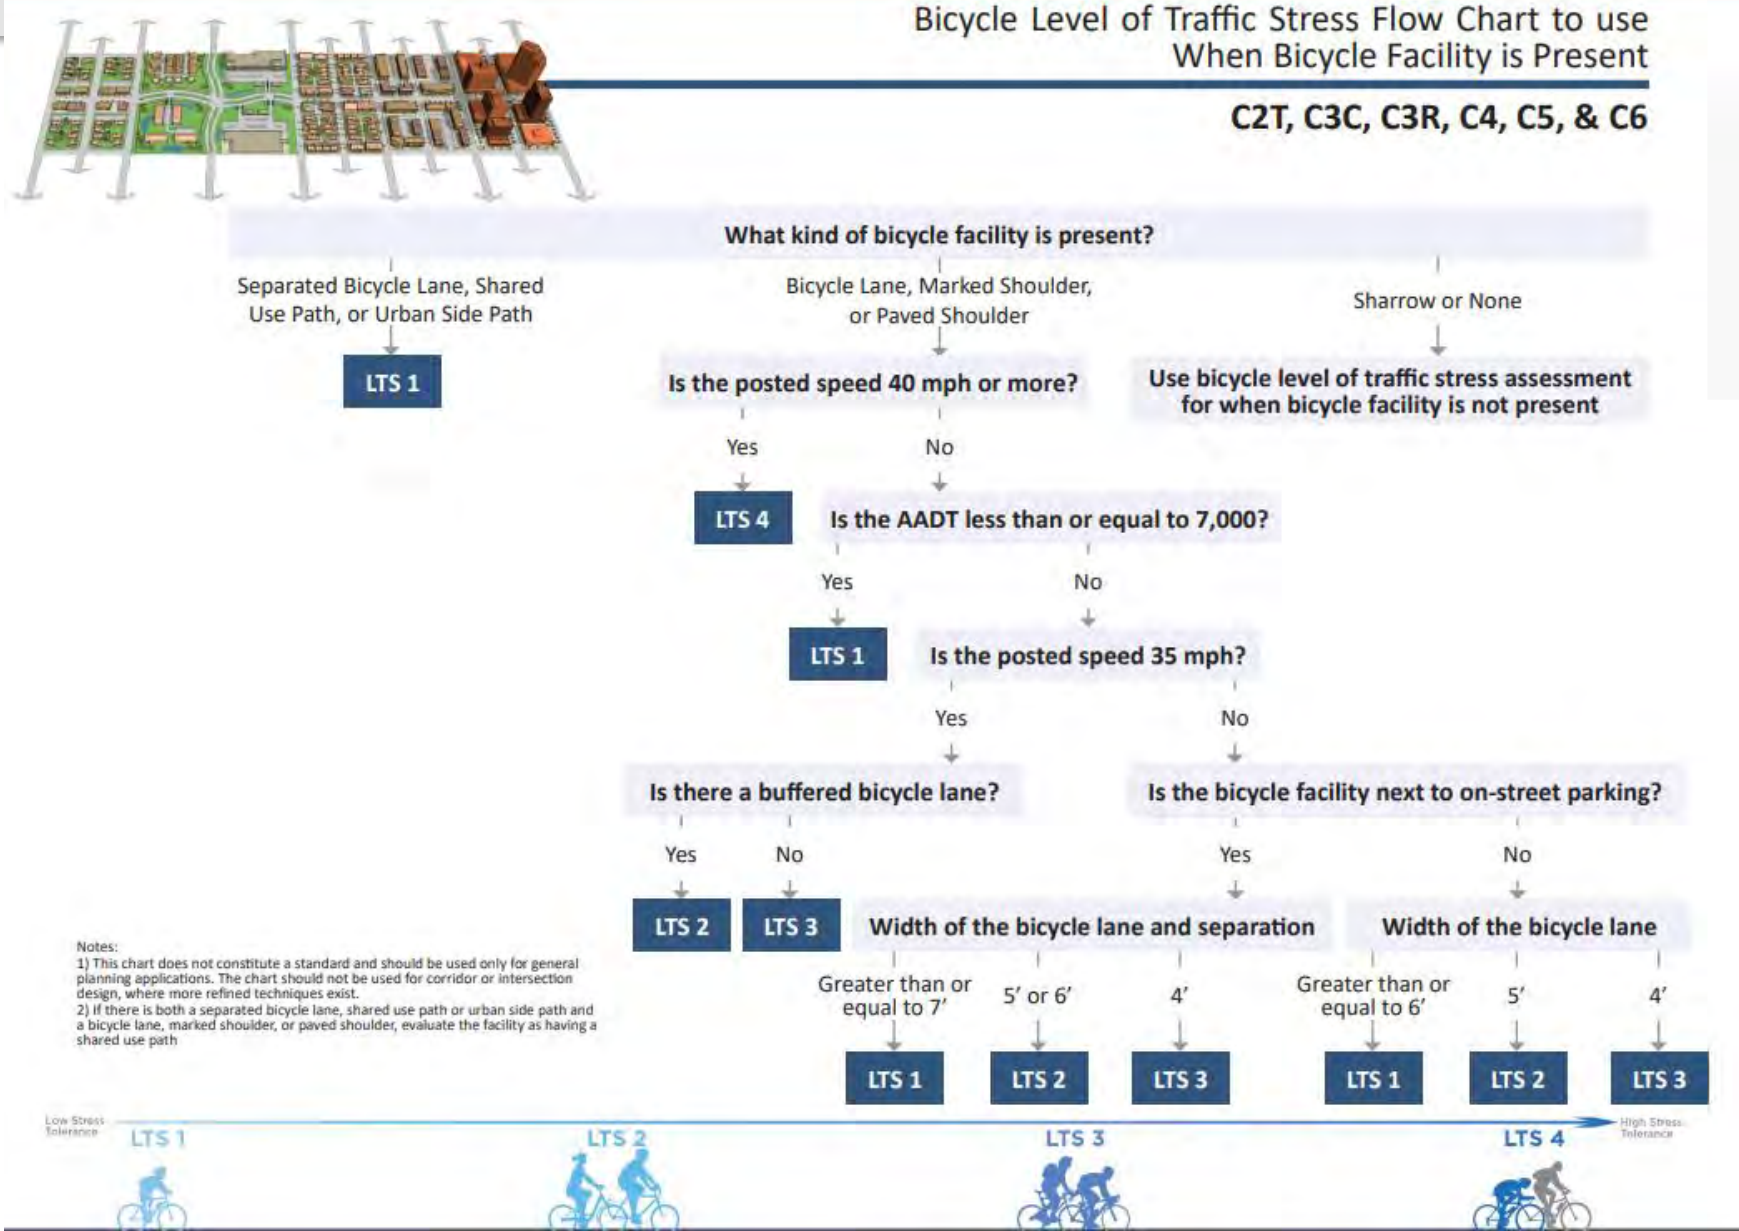 Bicycle Level of Traffic Stress Flow Chart to use
When Bicycle Facility is Present
C2T, C3C, C3R, C4, C5, & C6
What kind of bicycle facility is present?
Separated Bicycle Lane, Shared
Use Path, or Urban Side Path
Bicycle Lane, Marked Shoulder,
or Paved Shoulder
Sharrow or None
LTS 1
Is the posted speed 40 mph or more?
Use bicycle level of traffic stress assessment
for when bicycle facility is not present
Yes
No
LTS 4
Is the AADT less than or equal to 7,000?
Yes
No
LTS 1
Is the posted speed 35 mph?
Yes
No
Is there a buffered bicycle lane?
Is the bicycle facility next to on-street parking?
Yes
No
Yes
No
LTS 2
LTS 3
Width of the bicycle lane and separation
Width of the bicycle lane
Greater than or
equal to 7’
5’ or 6’
4’
Greater than or
equal to 6’
5’
4’
LTS 1
LTS 2
LTS 3
LTS 1
LTS 2
LTS 3
Notes:
1) This chart does not constitute a standard and should be used only for general
planning applications. The chart should not be used for corridor or intersection
design, where more refined techniques exist.
2) If there is both a separated bicycle lane, shared use path or urban side path and
a bicycle lane, marked shoulder, or paved shoulder, evaluate the facility as having a
shared use path
Low Stress
Tolerance
LTS 1
LTS 2
LTS 3
LTS 4
High Stress
Tolerance